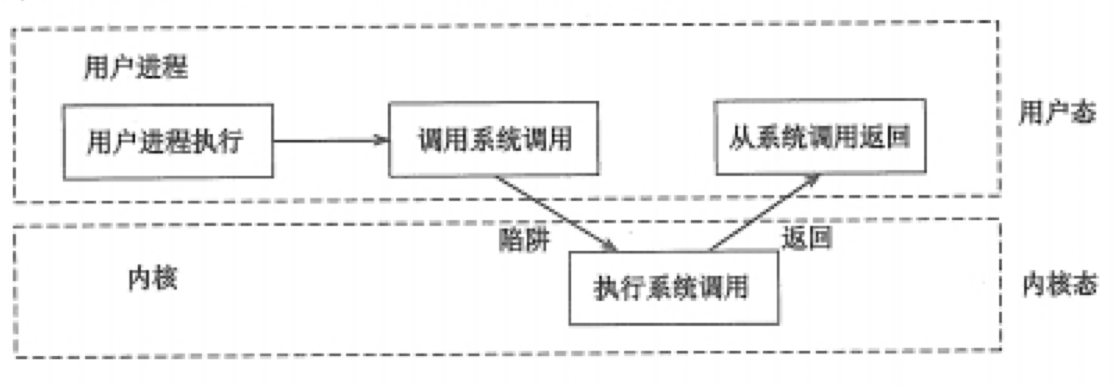 用户进程
用户进程执行
调用系统调用
从系统调用返回
用户态
陷阱
返回
内核
执行系统调用
内核态